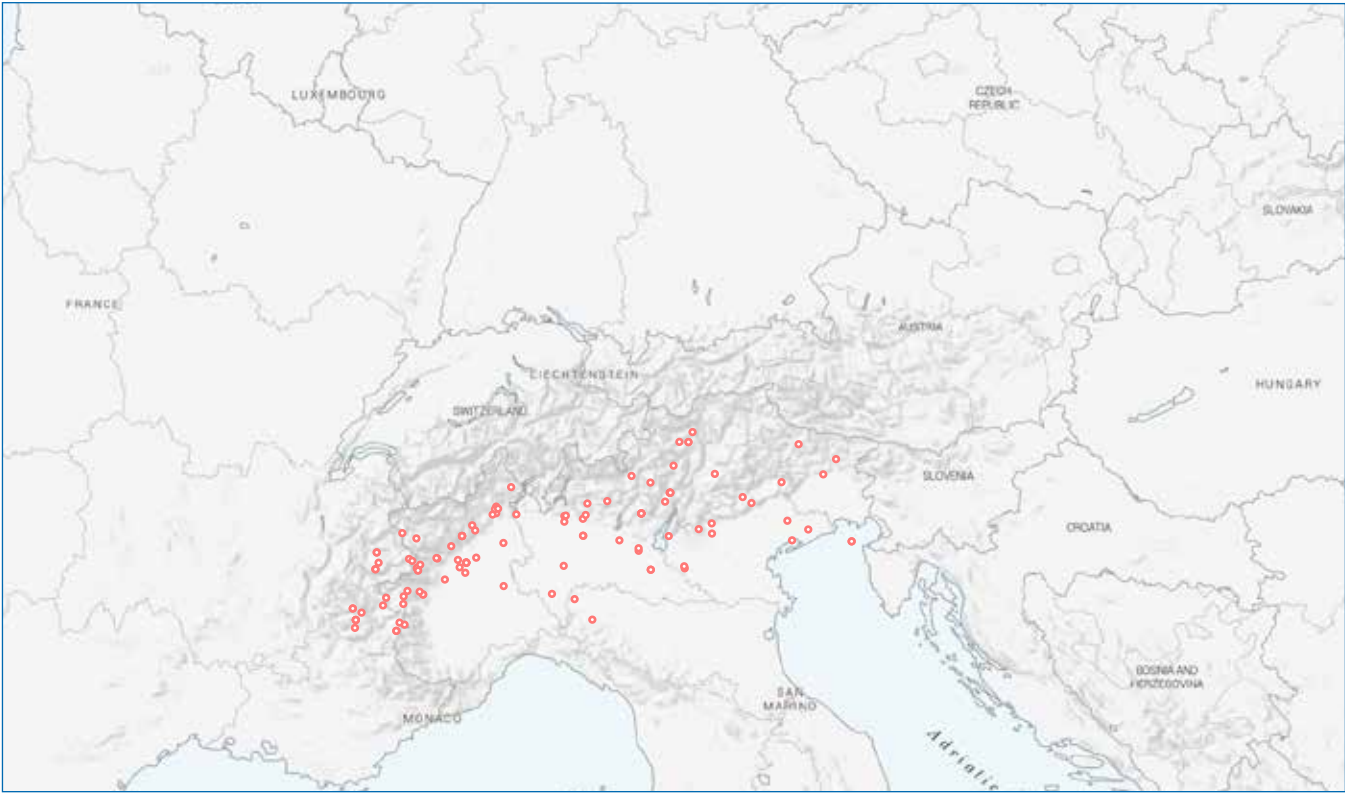 LUXEMBOURG
CZECH
REPUBLIC
SLOVAKIA
FRANCE
AUSTRIA
LIECHTENSTEIN
HUNGARY
SWITZERLAND
SLOVENIA
CROATIA
BOSNIA AND
HERZEGOVINA
SAN
MARINO
MONACO
Adriatic